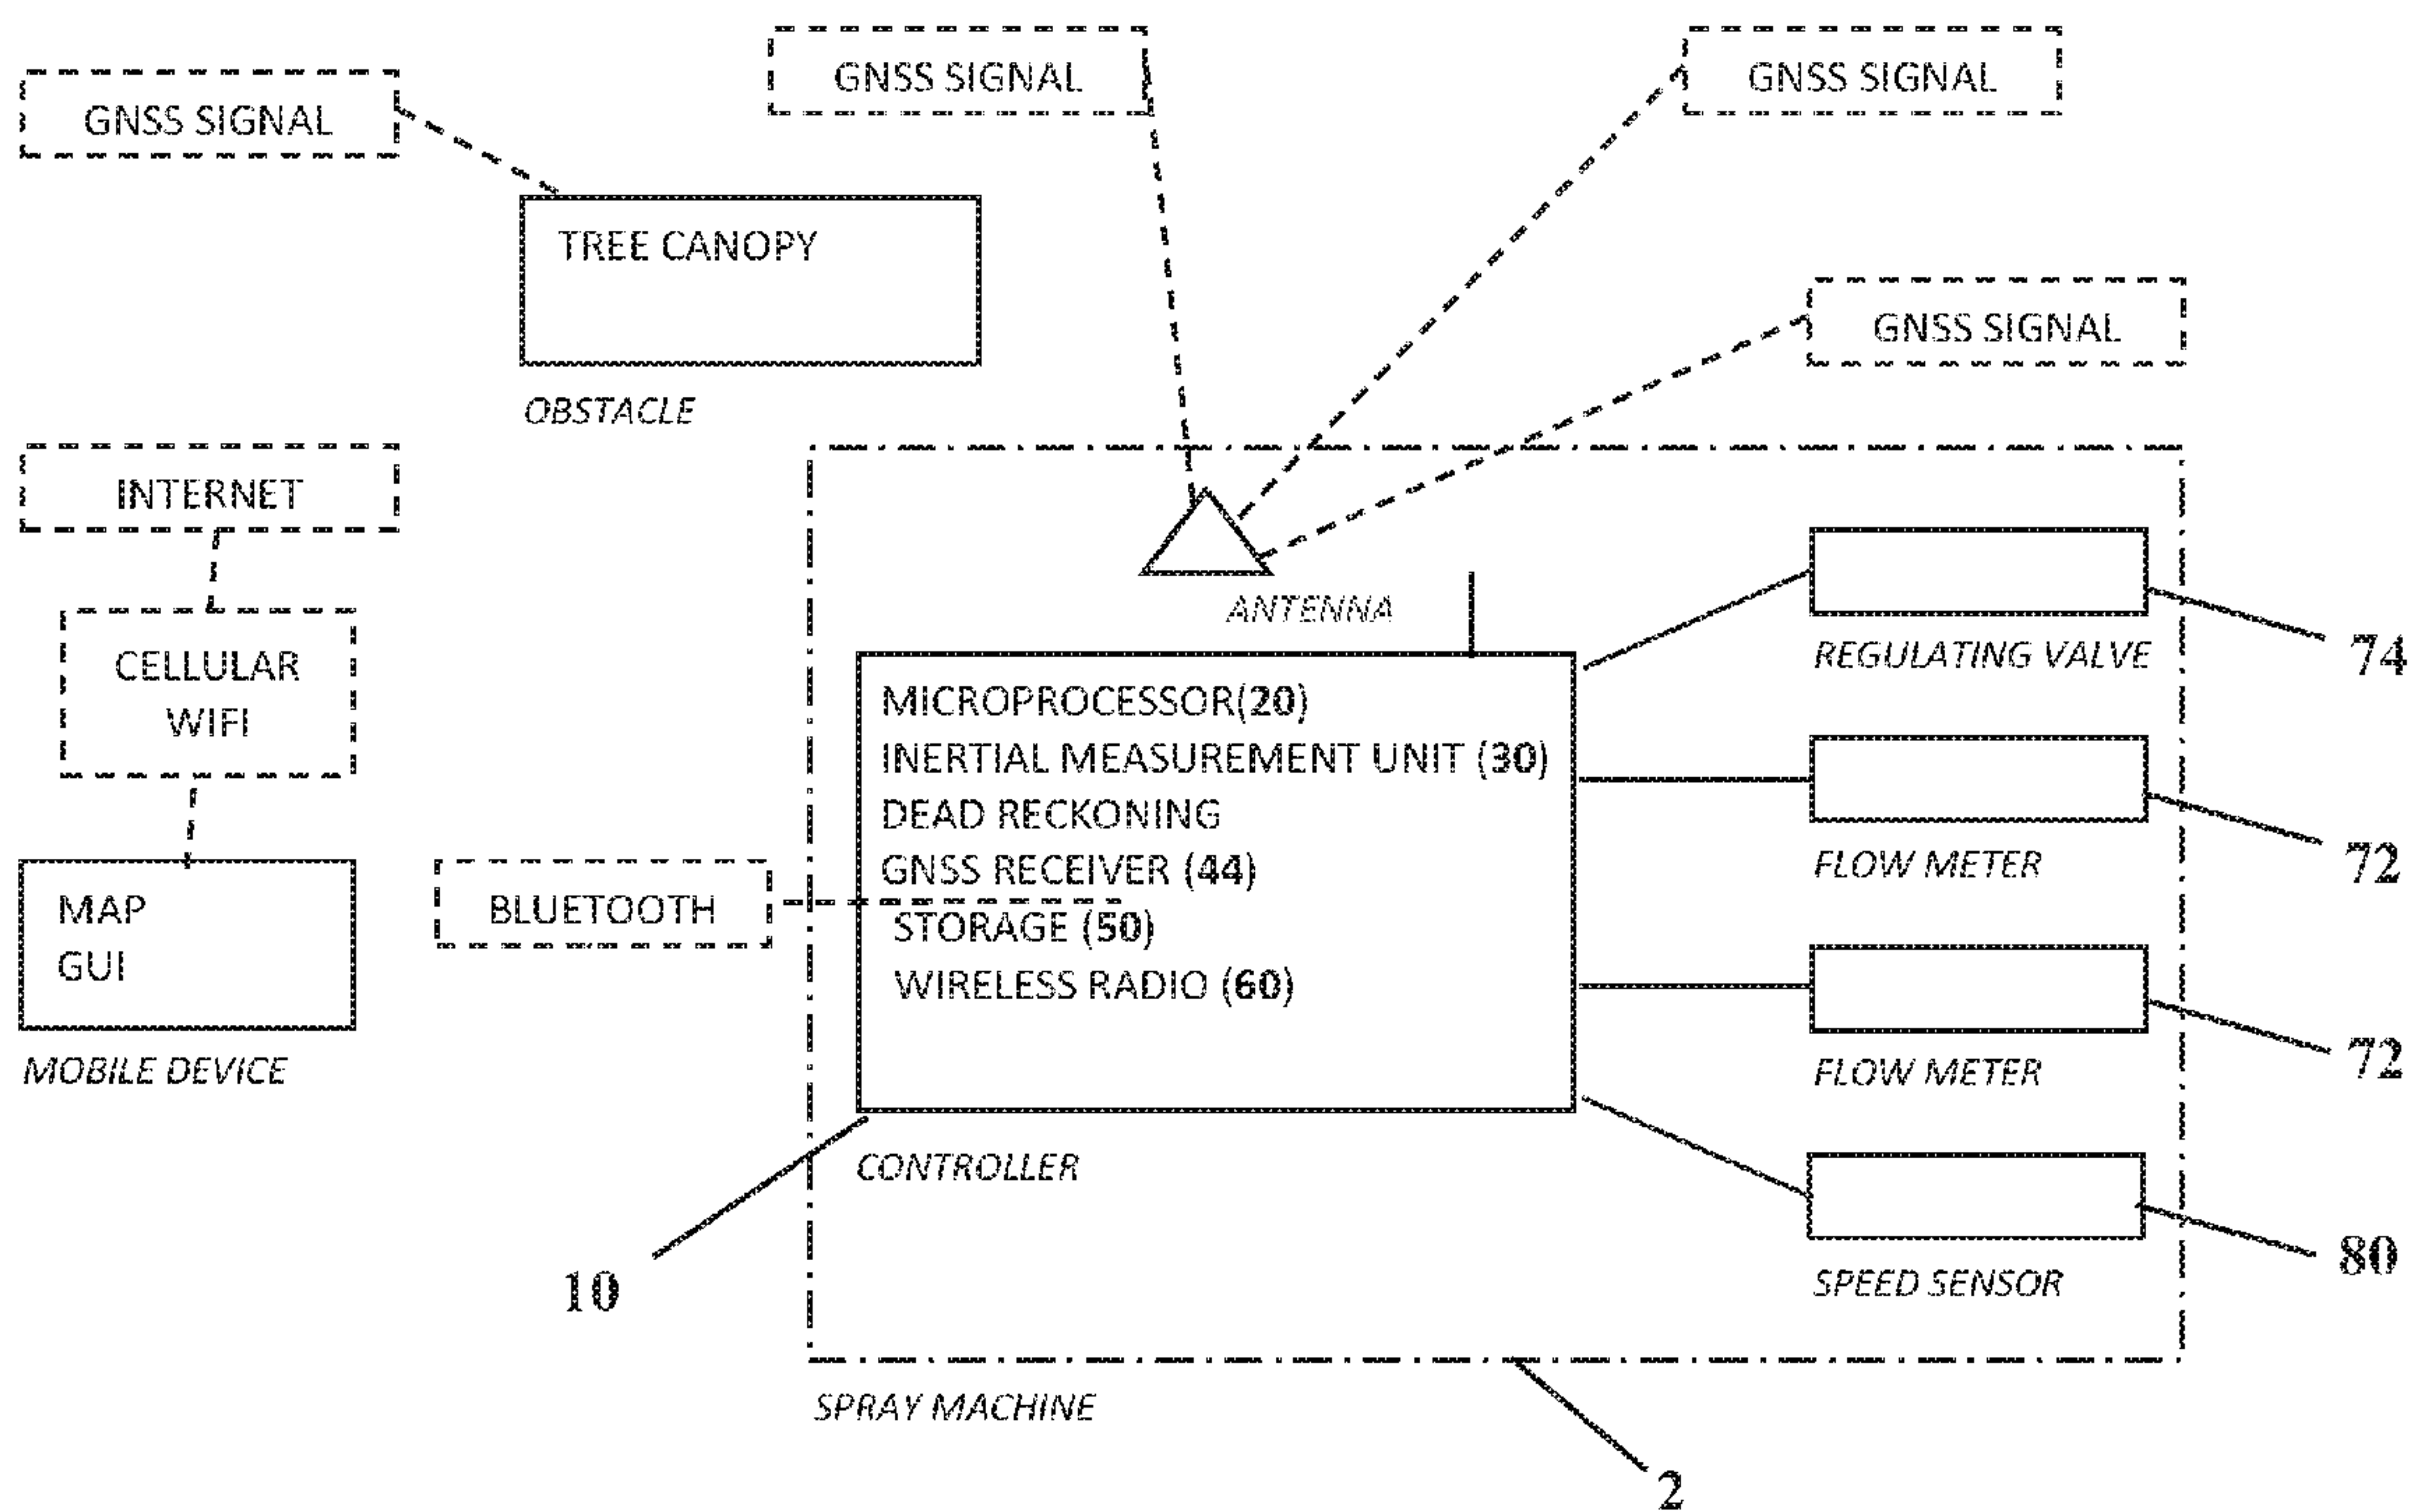 GNSS SIGNAL
GNSS SIGNAL
GNSS SIGNAL
TREE CANOPY
OBSTACLE
GNSS SIGNAL
INTERNET
CELLULAR
WIFI
MAP
GUI
MOBILE DEVICE
BLUETOOTH
ANTENNA
MICROPROCESSOR(20)
INERTIAL MEASUREMENT UNIT (30)
DEAD RECKONING
GNSS RECEIVER (44)
STORAGE (50)
WIRELESS RADIO (60)
CONTROLLER
10
REGULATING VALVE
74
FLOW METER
72
FLOW METER
72
SPEED SENSOR
80
SPRAY MACHINE
2